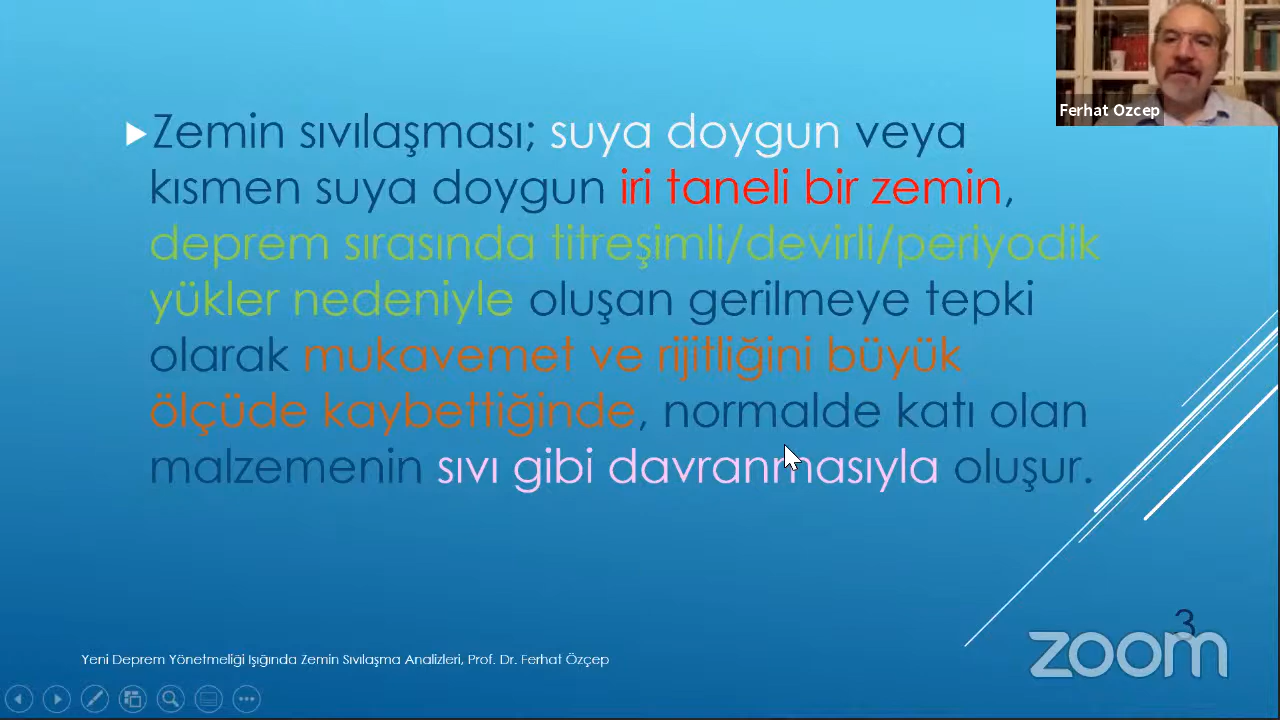 Ferhat Ozcep
Zemin sıvılaşması; suya doygun veya
kısmen suya doygun iri taneli bir zemin,
deprem sırasında titreşimli/devirli/periyodik
yükler nedeniyle oluşan gerilmeye tepki
olarak mukavemet ve rijitliğini büyük
ölçüde kaybettiğinde, normalde katı olan
malzemenin sıvı gibi davranmasıyla oluşur.
3
zoom
Yeni Deprem Yönetmeliği Işığında Zemin Sıvılaşma Analizleri, Prof. Dr. Ferhat Özçep